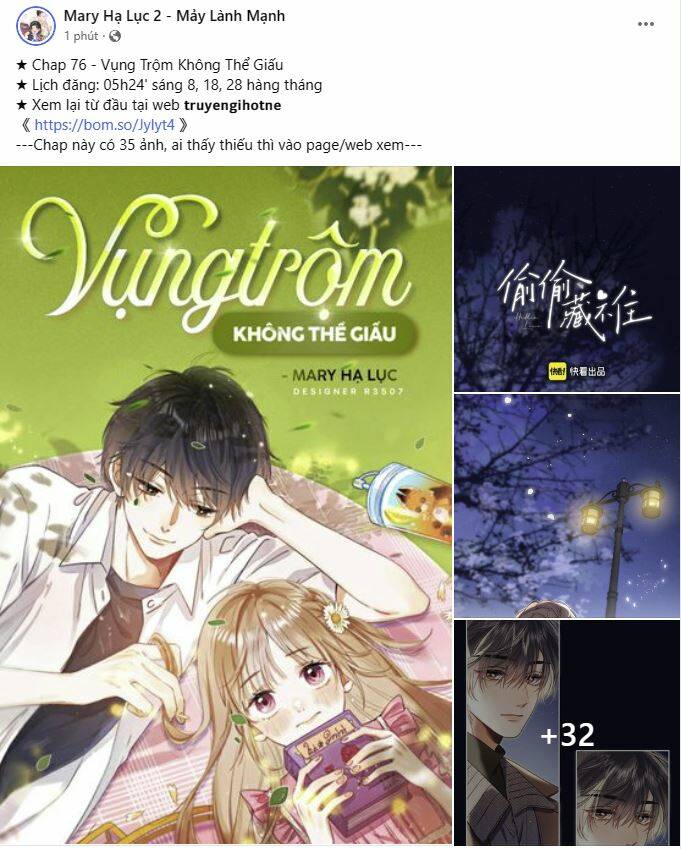 Mary Hạ Lục 2 - Mảy Lành Mạnh
1 phút ·
★ Chap 76 - Vụng Trộm Không Thể Giấu
★ Lịch đăng: 05h24' sáng 8, 18, 28 hàng tháng
★ Xem lại từ đầu tại web truyengihotne
《 https://bom.so/Jylyt4 》
---Chap này có 35 ảnh, ai thấy thiếu thì vào page/web xem---
Vụng trộm
KHÔNG THỂ GIẤU
- MARY HẠ LỤC
DESIGNER R3507
偷偷
藏不住
快看! 快看出品
+32